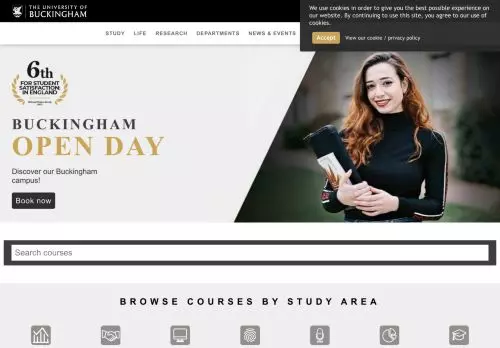 THE UNIVERSITY OF
BUCKINGHAM
We use cookies in order to give you the best possible experience on
our website. By continuing to use this site, you agree to our use of
cookies.
Accept
View our cookie / privacy policy
STUDY
LIFE
RESEARCH
DEPARTMENTS
NEWS & EVENTS
6th
FOR STUDENT
SATISFACTION
IN ENGLAND
BUCKINGHAM
OPEN DAY
Discover our Buckingham
campus!
Book now
Search courses
BROWSE COURSES BY STUDY AREA